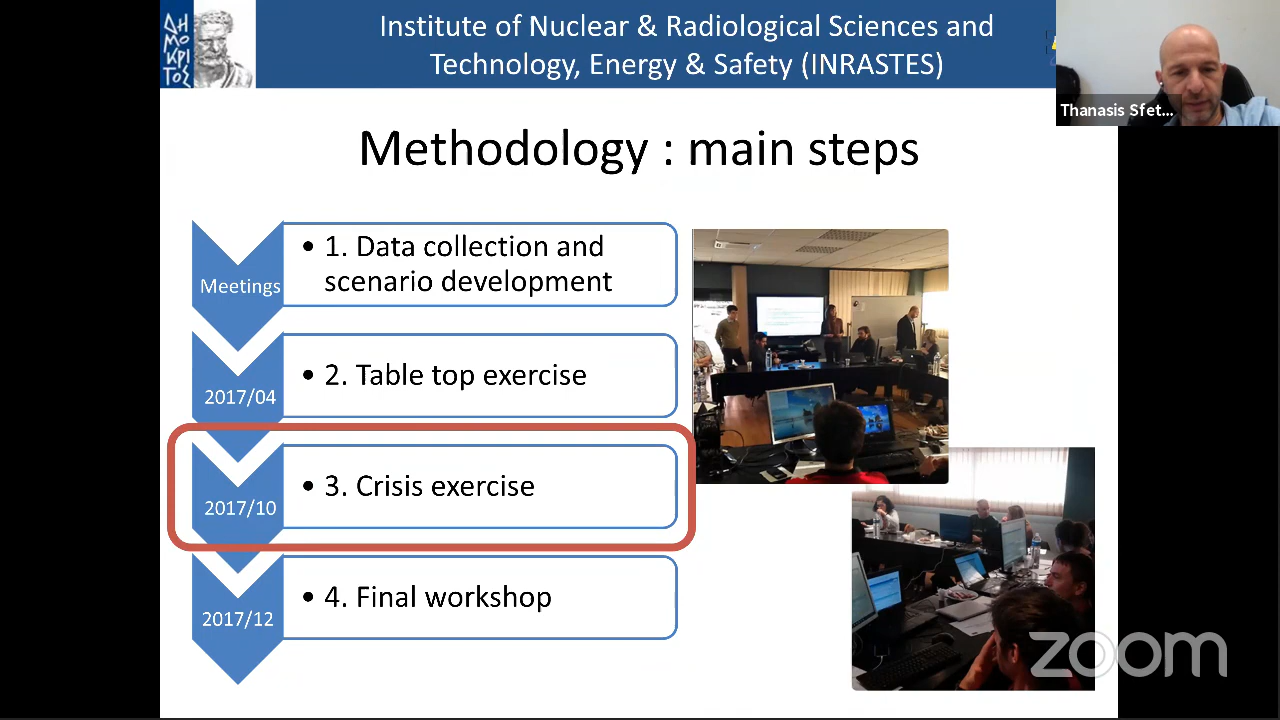 ΔΗ
ΜΟ
ΚΡΙ
ΤΟΣ
Institute of Nuclear & Radiological Sciences and
Technology, Energy & Safety (INRASTES)
Thanasis Sfet...
Methodology : main steps
Meetings
• 1. Data collection and
scenario development
2017/04
• 2. Table top exercise
2017/10
• 3. Crisis exercise
2017/12
• 4. Final workshop
zoom